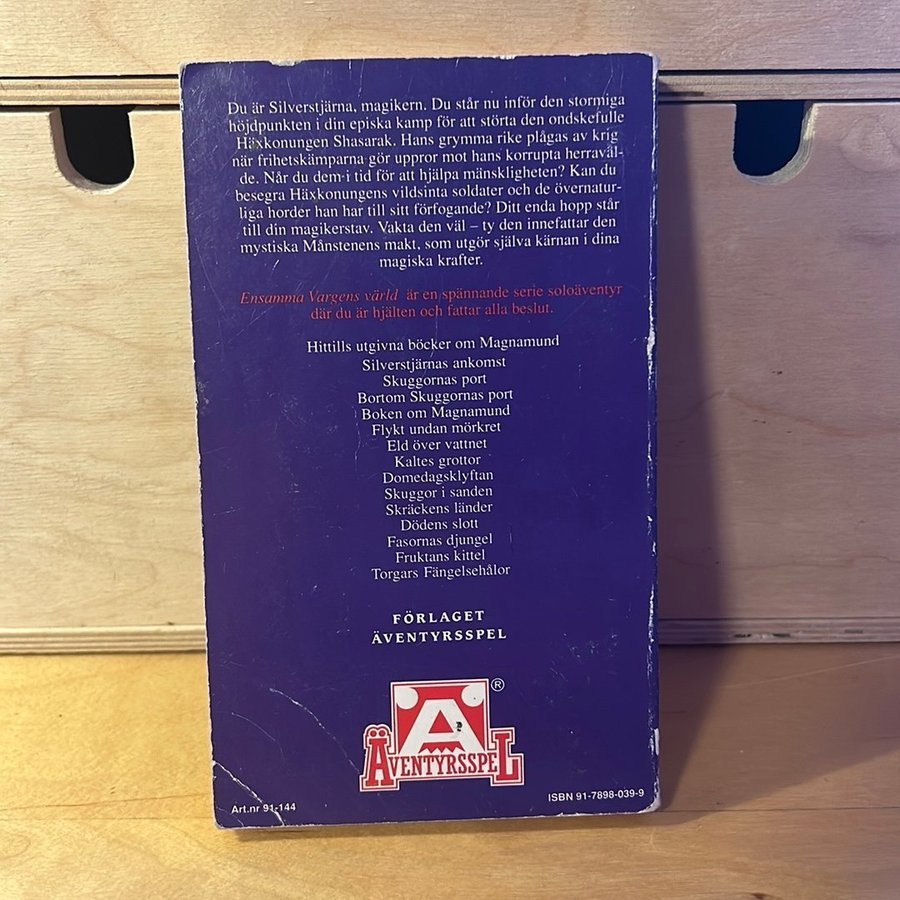 Du är Silverstjärna, magikern. Du står nu inför den stormiga
höjdpunkten i din episka kamp för att störta den ondskefulle
Häxkonungen Shasarak. Hans grymma rike plågas av krig
när frihetskämparna gör uppror mot hans korrupta herraväl-
de. Når du dem i tid för att hjälpa mänskligheten? Kan du
besegra Häxkonungens vildsinta soldater och de övernatur-
liga horder han har till sitt förfogande? Ditt enda hopp står
till din magikerstav. Vakta den väl – ty den innefattar den
mystiska Månstenens makt, som utgör själva kärnan i dina
magiska krafter.
Ensamma Vargens värld är en spännande serie soloäventyr
där du är hjälten och fattar alla beslut.
Hittills utgivna böcker om Magnamund
Silverstjärnas ankomst
Skuggornas port
Bortom Skuggornas port
Boken om Magnamund
Flykt undan mörkret
Eld över vattnet
Kaltes grottor
Domedagsklyftan
Skuggor i sanden
Skräckens länder
Dödens slott
Fasornas djungel
Fruktans kittel
Torgars Fängelsehålor
FÖRLAGET
ÄVENTYRSSPEL
Ä ®
ÄVENTYRSSPEL
Art.nr 91-144
ISBN 91-7898-039-9